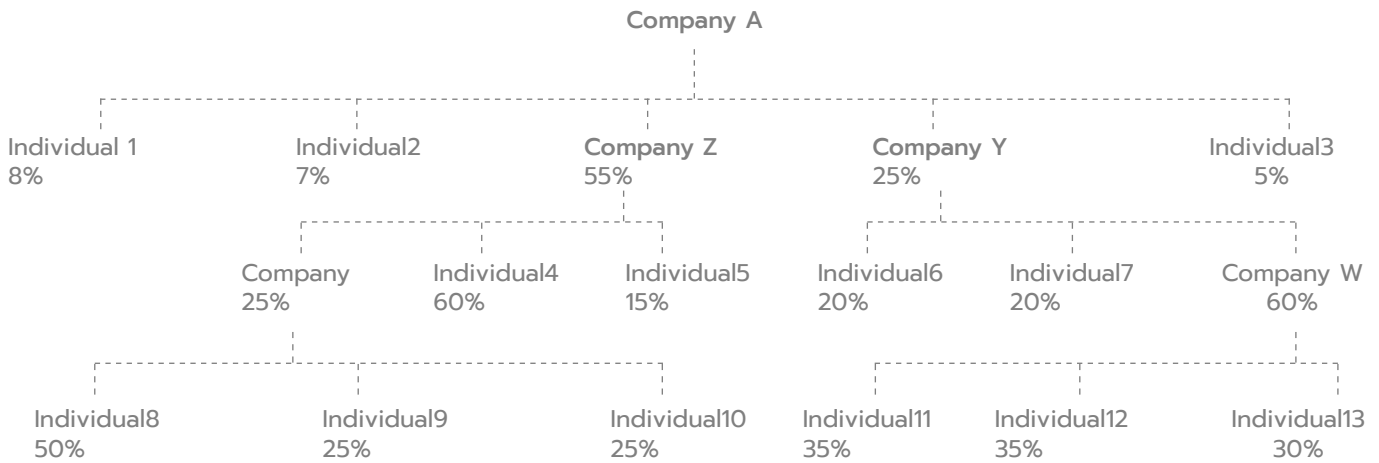 Company A
Individual 1
8%
Individual2
7%
Company Z
55%
Company Y
25%
Individual3
5%
Company
25%
Individual4
60%
Individual5
15%
Individual6
20%
Individual7
20%
Company W
60%
Individual8
50%
Individual9
25%
Individual10
25%
Individual11
35%
Individual12
35%
Individual13
30%